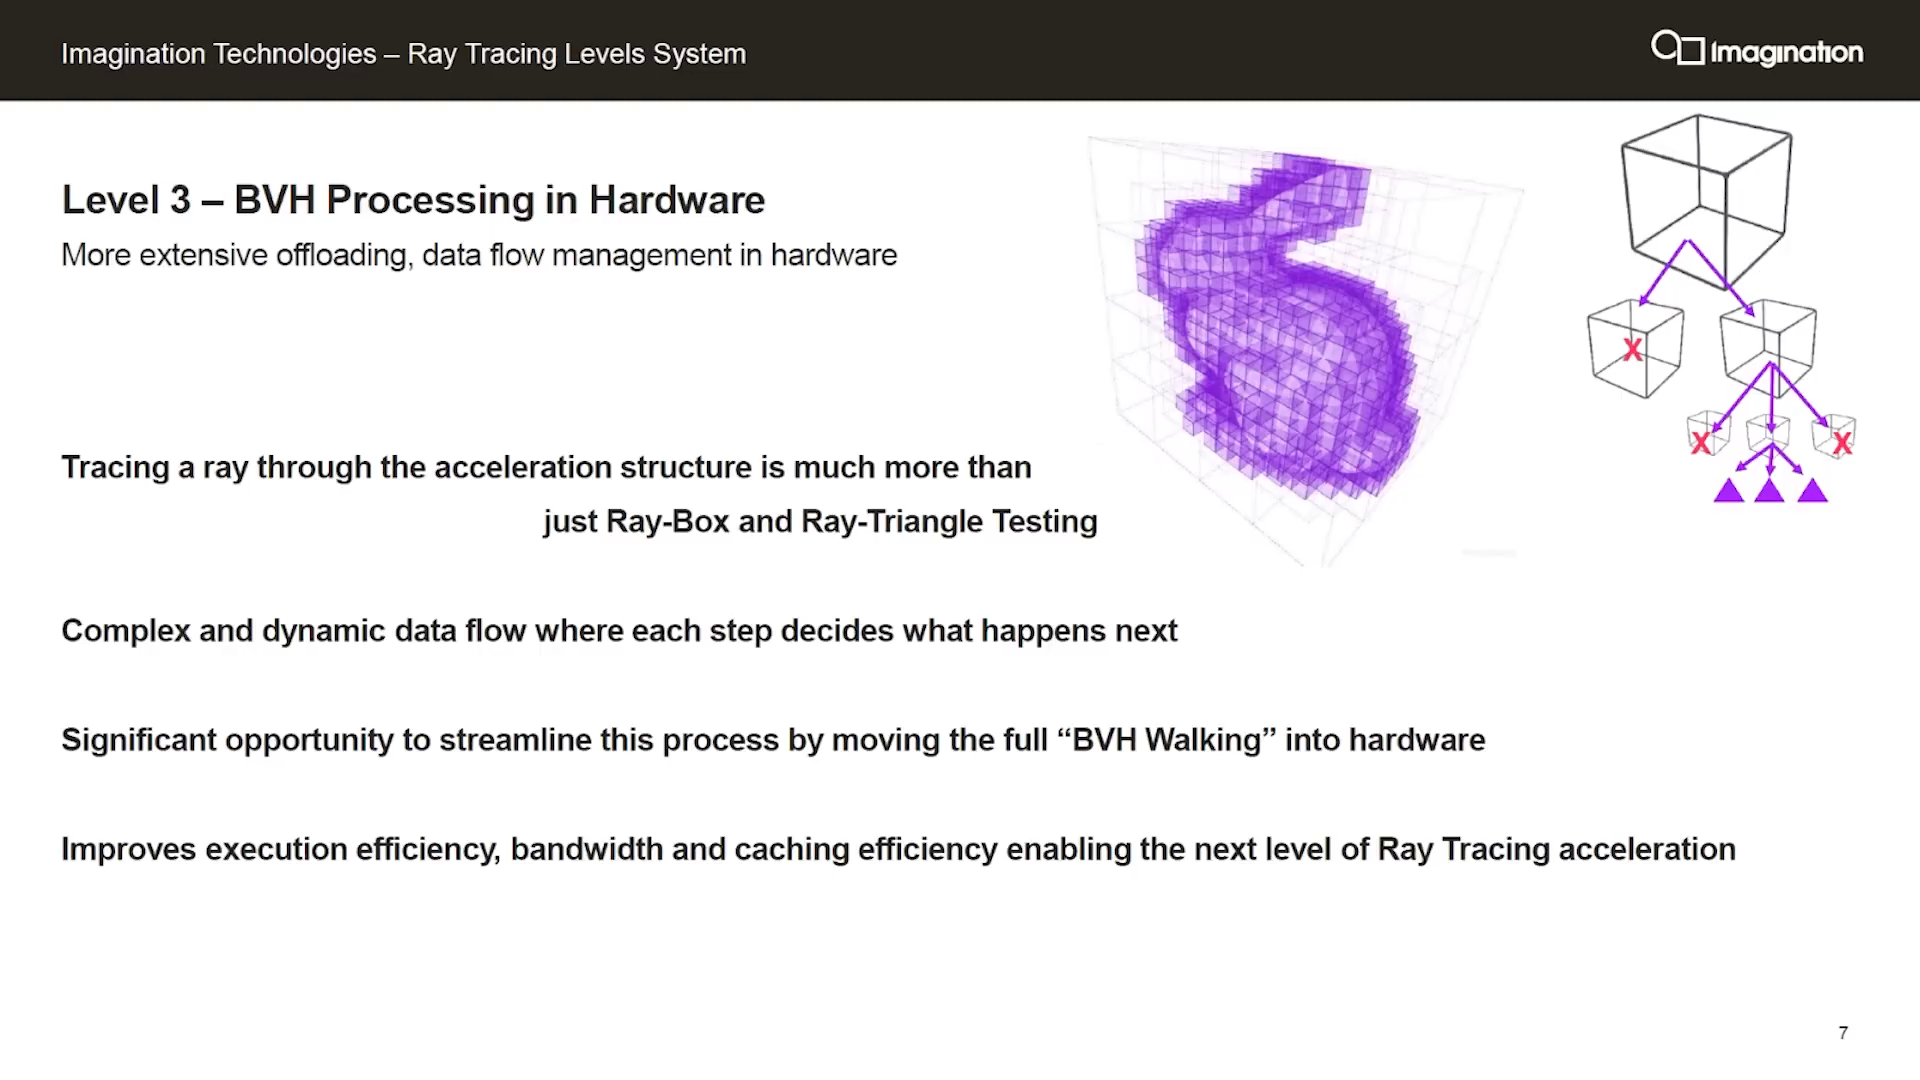 Imagination Technologies – Ray Tracing Levels System
Imagination
Level 3 – BVH Processing in Hardware
More extensive offloading, data flow management in hardware
X
X
X
Tracing a ray through the acceleration structure is much more than
just Ray-Box and Ray-Triangle Testing
Complex and dynamic data flow where each step decides what happens next
Significant opportunity to streamline this process by moving the full “BVH Walking” into hardware
Improves execution efficiency, bandwidth and caching efficiency enabling the next level of Ray Tracing acceleration
7